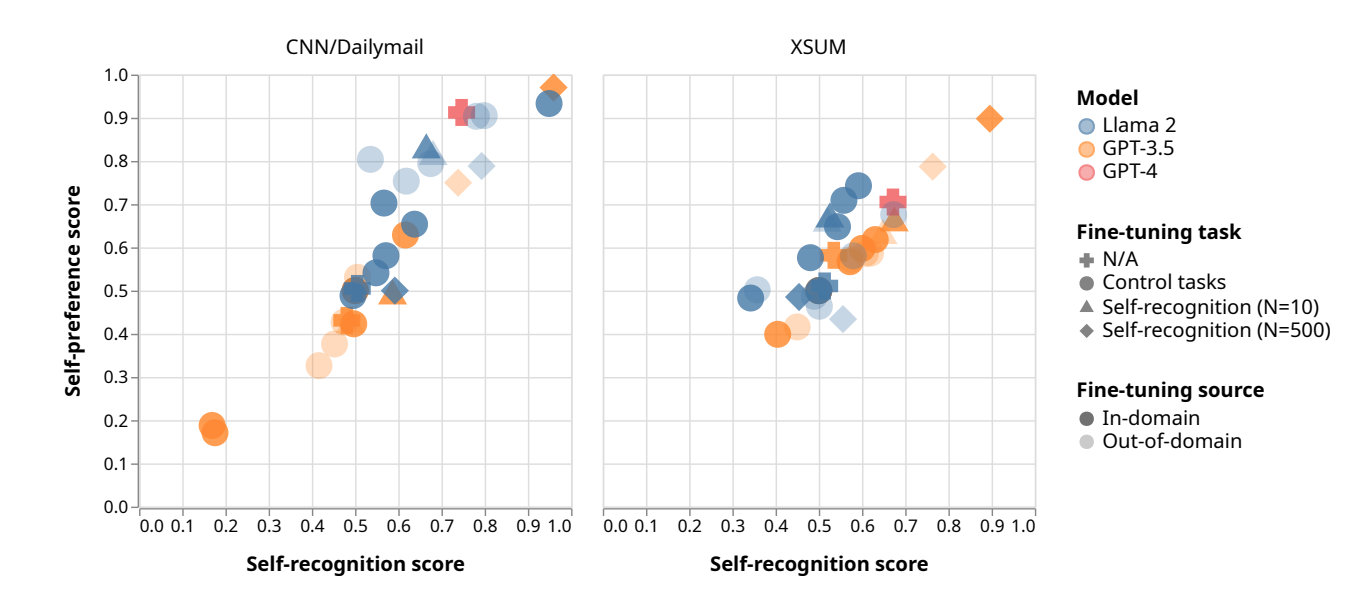 CNN/Dailymail
XSUM
1.0
0.9
0.8
0.7
0.6
0.5
0.4
0.3
0.2
0.1
0.0
Self-preference score
0.0 0.1 0.2 0.3 0.4 0.5 0.6 0.7 0.8 0.9 1.0
0.0 0.1 0.2 0.3 0.4 0.5 0.6 0.7 0.8 0.9 1.0
Self-recognition score
Self-recognition score
Model
Llama 2
GPT-3.5
GPT-4
Fine-tuning task
N/A
Control tasks
Self-recognition (N=10)
Self-recognition (N=500)
Fine-tuning source
In-domain
Out-of-domain